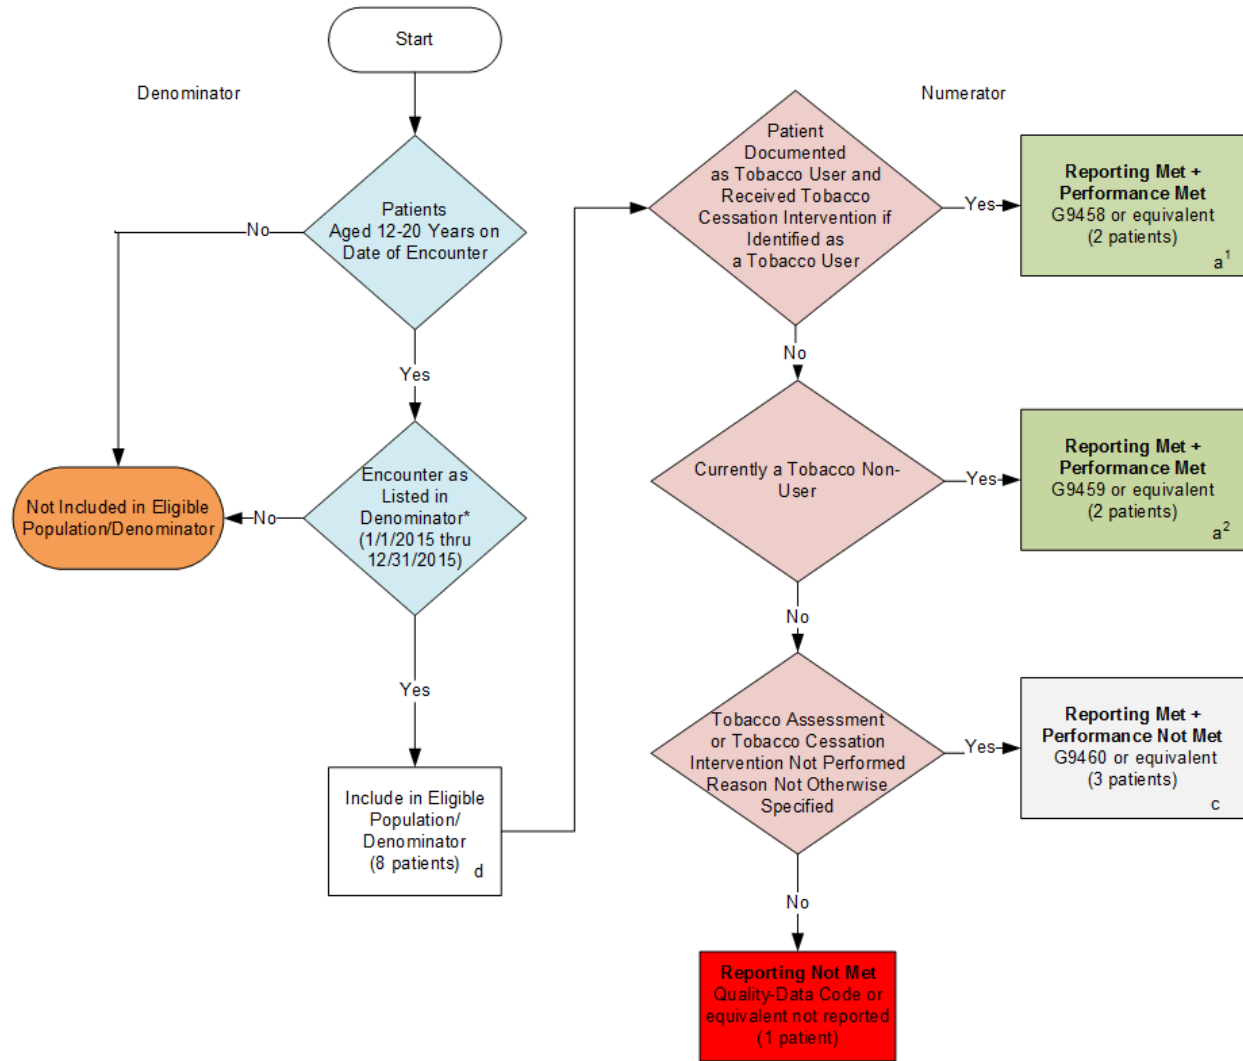 Start
Denominator
Patients
Aged 12-20 Years on
Date of Encounter
No
Yes
Encounter as
Listed in
Denominator*
(1/1/2015 thru
12/31/2015)
No
Not Included in Eligible
Population/Denominator
Yes
Include in Eligible
Population/
Denominator
(8 patients)
d
Numerator
Patient
Documented
as Tobacco User and
Received Tobacco
Cessation Intervention if
Identified as
a Tobacco User
Yes
Reporting Met +
Performance Met
G9458 or equivalent
(2 patients)
a¹
No
Currently a Tobacco Non-
User
Yes
Reporting Met +
Performance Met
G9459 or equivalent
(2 patients)
a²
No
Tobacco Assessment
or Tobacco Cessation
Intervention Not Performed
Reason Not Otherwise
Specified
Yes
Reporting Met +
Performance Not Met
G9460 or equivalent
(3 patients)
c
No
Reporting Not Met
Quality-Data Code or
equivalent not reported
(1 patient)